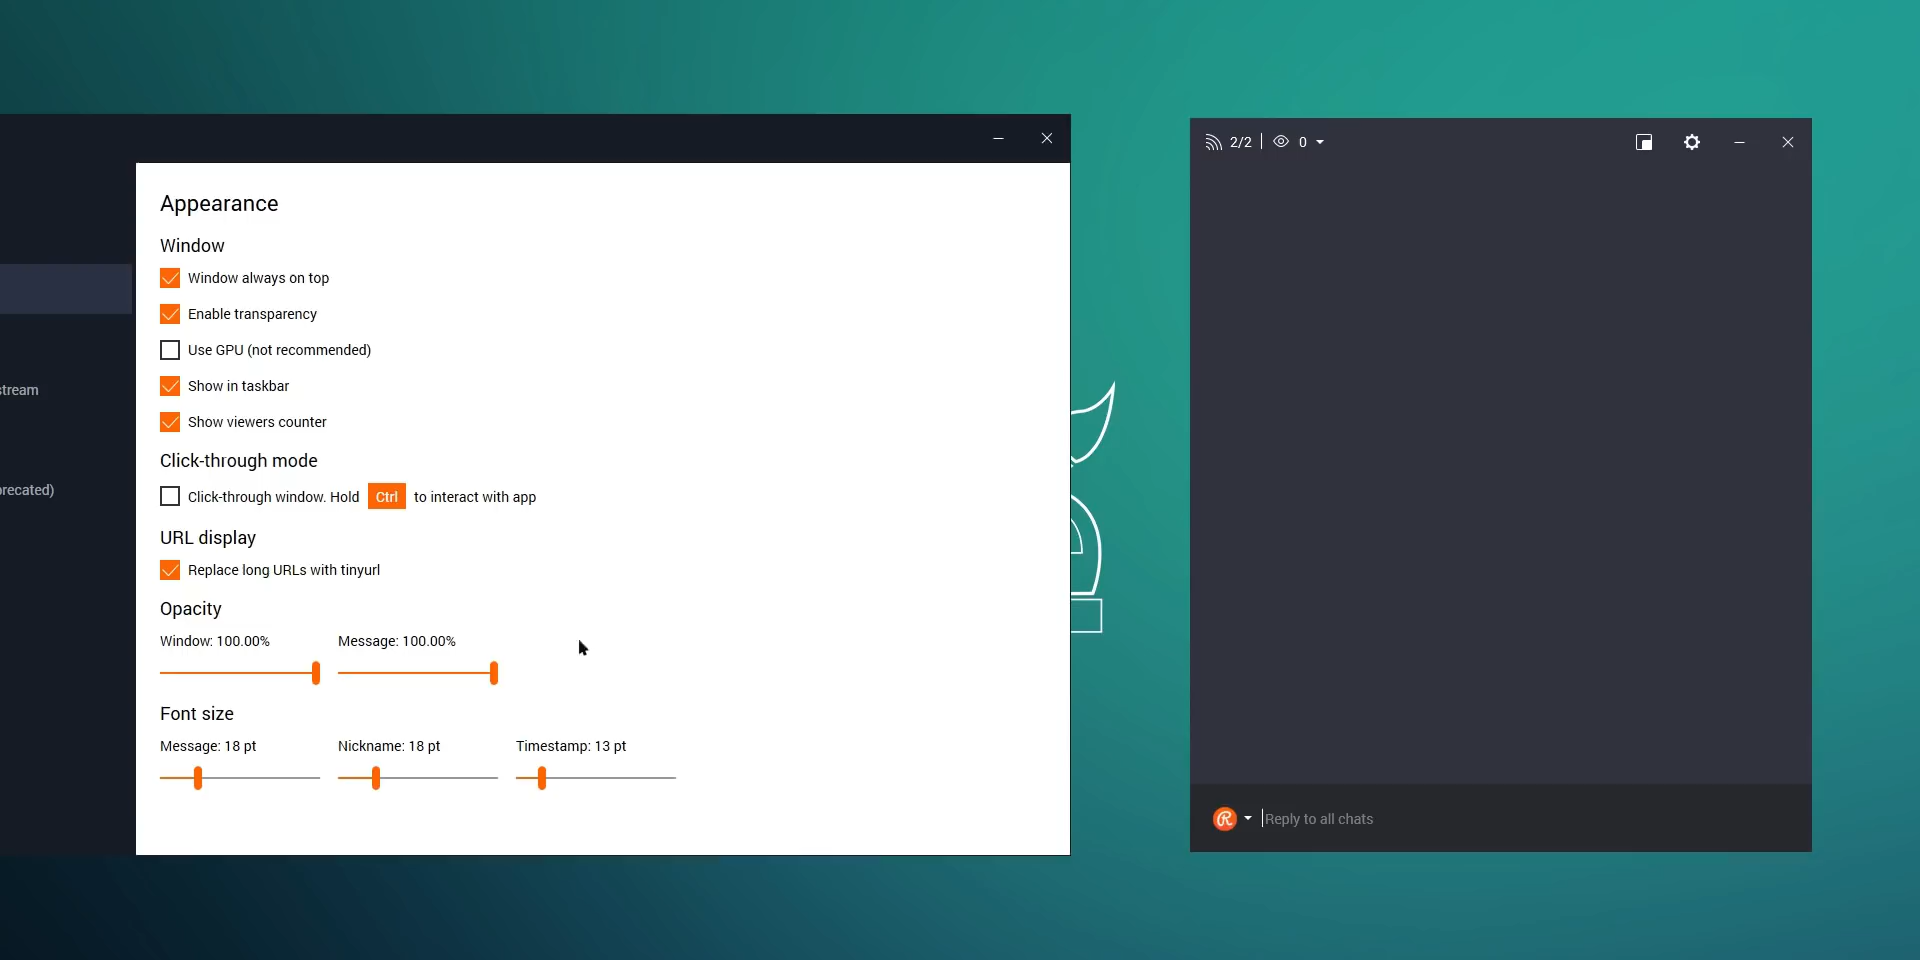 2/2 0
Appearance
Window
Window always on top
Enable transparency
Use GPU (not recommended)
Show in taskbar
stream
Show viewers counter
Click-through mode
precated)
Click-through window. Hold Ctrl to interact with app
URL display
Replace long URLs with tinyurl
Opacity
Window: 100.00% Message: 100.00%
Font size
Message: 18 pt Nickname: 18 pt Timestamp: 13 pt
Reply to all chats